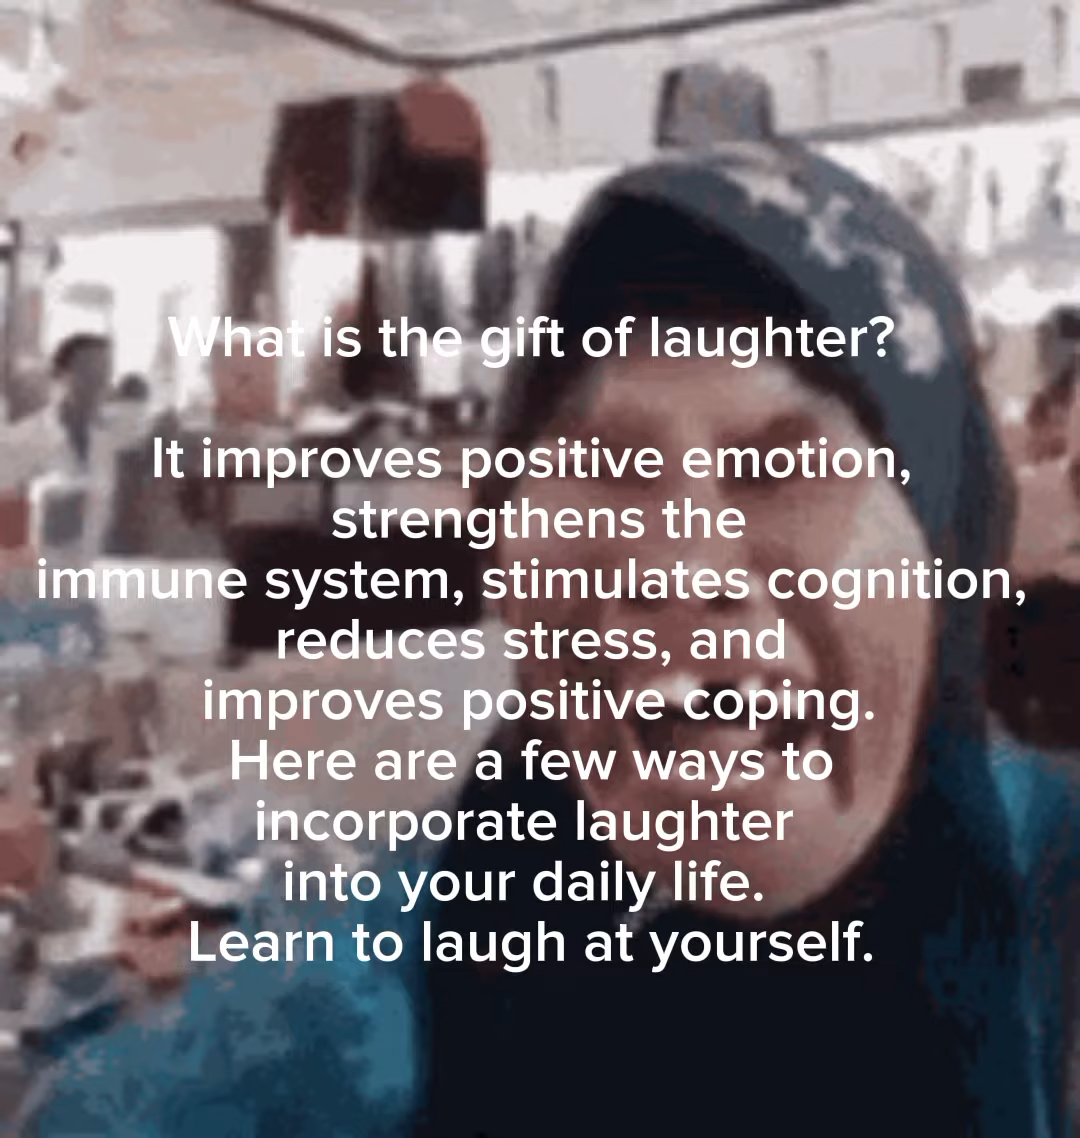 What is the gift of laughter?
It improves positive emotion,
strengthens the
immune system, stimulates cognition,
reduces stress, and
improves positive coping.
Here are a few ways to
incorporate laughter
into your daily life.
Learn to laugh at yourself.